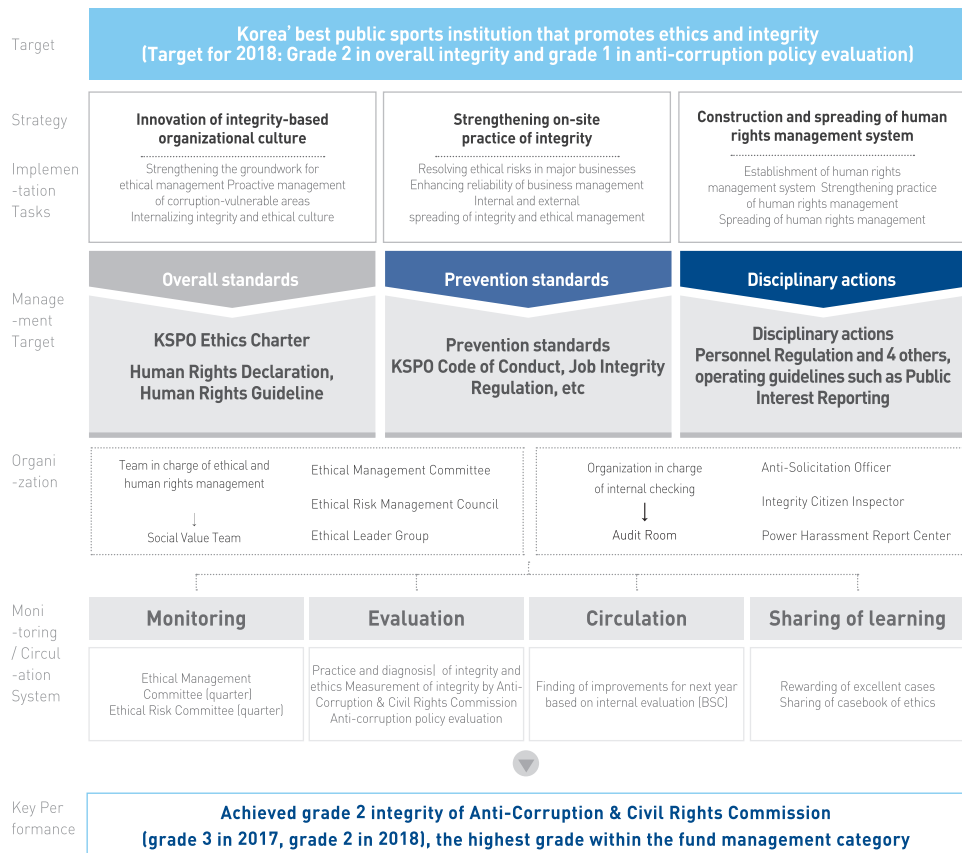 Target
Korea' best public sports institution that promotes ethics and integrity
(Target for 2018: Grade 2 in overall integrity and grade 1 in anti-corruption policy evaluation)
Strategy
Implemen
-tation
Tasks
Innovation of integrity-based
organizational culture
Strengthening the groundwork for
ethical management Proactive management
of corruption-vulnerable areas
Internalizing integrity and ethical culture
Strengthening on-site
practice of integrity
Resolving ethical risks in major businesses
Enhancing reliability of business management
Internal and external
spreading of integrity and ethical management
Construction and spreading of human
rights management system
Establishment of human rights
management system Strengthening practice
of human rights management
Spreading of human rights management
Manage
-ment
Target
Overall standards
KSPO Ethics Charter
Human Rights Declaration,
Human Rights Guideline
Prevention standards
Prevention standards
KSPO Code of Conduct, Job Integrity
Regulation, etc
Disciplinary actions
Disciplinary actions
Personnel Regulation and 4 others,
operating guidelines such as Public
Interest Reporting
Organi
-zation
Team in charge of ethical and
human rights management
↓
Social Value Team
Ethical Management Committee
Ethical Risk Management Council
Ethical Leader Group
Organization in charge
of internal checking
↓
Audit Room
Anti-Solicitation Officer
Integrity Citizen Inspector
Power Harassment Report Center
Moni
-toring
/ Circul
-ation
System
Monitoring
Ethical Management
Committee (quarter)
Ethical Risk Committee (quarter)
Evaluation
Practice and diagnosis| of integrity and
ethics Measurement of integrity by Anti-
Corruption & Civil Rights Commission
Anti-corruption policy evaluation
Circulation
Finding of improvements for next year
based on internal evaluation (BSC)
Sharing of learning
Rewarding of excellent cases
Sharing of casebook of ethics
Key Per
formance
Achieved grade 2 integrity of Anti-Corruption & Civil Rights Commission
(grade 3 in 2017, grade 2 in 2018), the highest grade within the fund management category